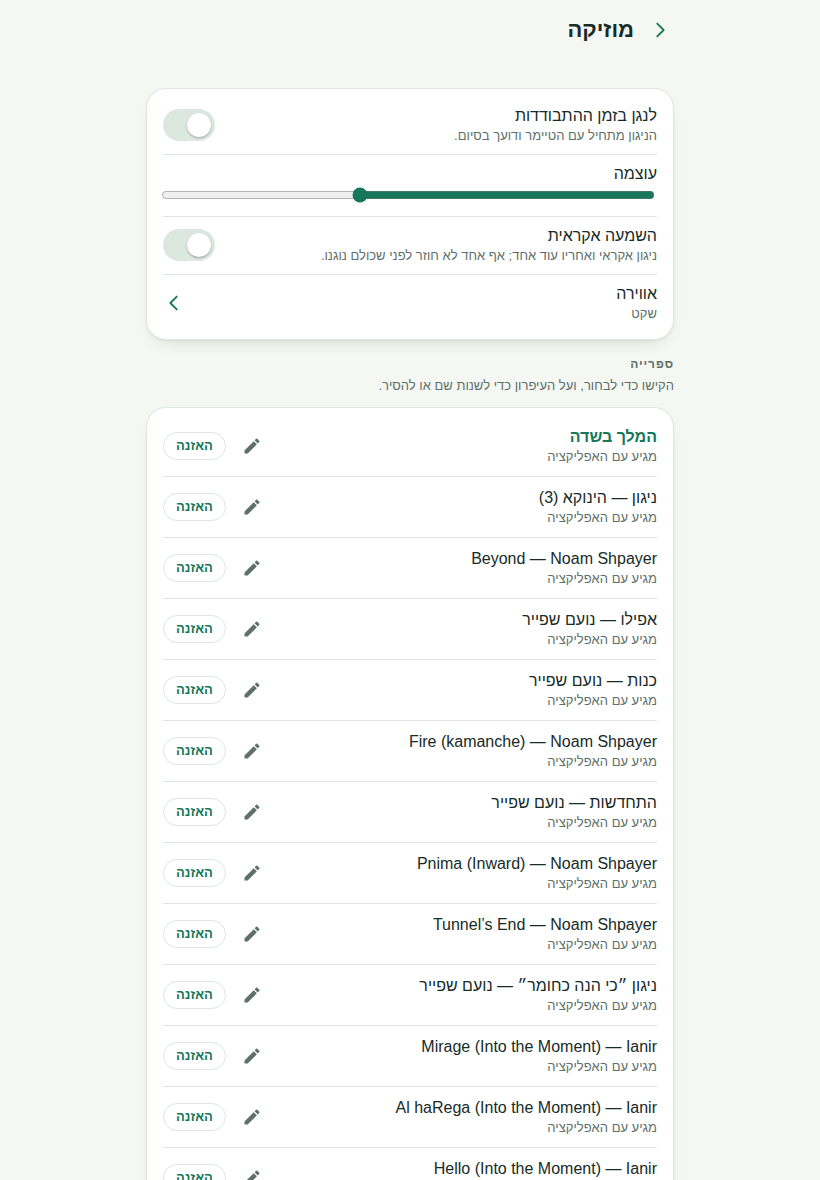 מוזיקה
לנגן בזמן ההתבודדות
הניגון מתחיל עם הטיימר ודועך בסיום.
עוצמה
השמעה אקראית
ניגון אקראי ואחריו עוד אחד; אף אחד לא חוזר לפני שכולם נוגנו.
אווירה
שקט
ספרייה
הקישו כדי לבחור, ועל העיפרון כדי לשנות שם או להסיר.
המלך בשדה
מגיע עם האפליקציה
האזנה
ניגון — הינוקא (3)
מגיע עם האפליקציה
האזנה
Beyond — Noam Shpayer
מגיע עם האפליקציה
האזנה
אפילו — נועם שפייר
מגיע עם האפליקציה
האזנה
כנות — נועם שפייר
מגיע עם האפליקציה
האזנה
Fire (kamanche) — Noam Shpayer
מגיע עם האפליקציה
האזנה
התחדשות — נועם שפייר
מגיע עם האפליקציה
האזנה
Pnima (Inward) — Noam Shpayer
מגיע עם האפליקציה
האזנה
Tunnel’s End — Noam Shpayer
מגיע עם האפליקציה
האזנה
ניגון ״כי הנה כחומר״ — נועם שפייר
מגיע עם האפליקציה
האזנה
Mirage (Into the Moment) — Ianir
מגיע עם האפליקציה
האזנה
Al haRega (Into the Moment) — Ianir
מגיע עם האפליקציה
האזנה
Hello (Into the Moment) — Ianir
האזנה